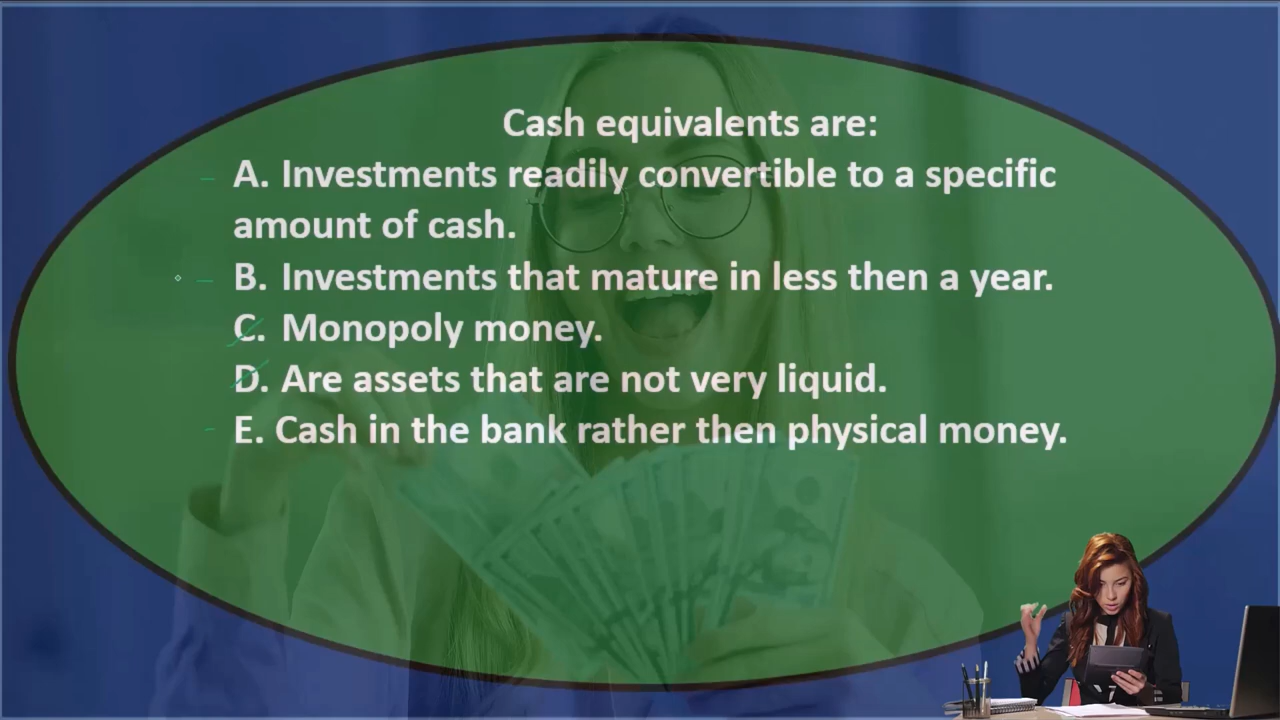 Cash equivalents are:
A. Investments readily convertible to a specific
amount of cash.
B. Investments that mature in less then a year.
C. Monopoly money.
D. Are assets that are not very liquid.
E. Cash in the bank rather then physical money.